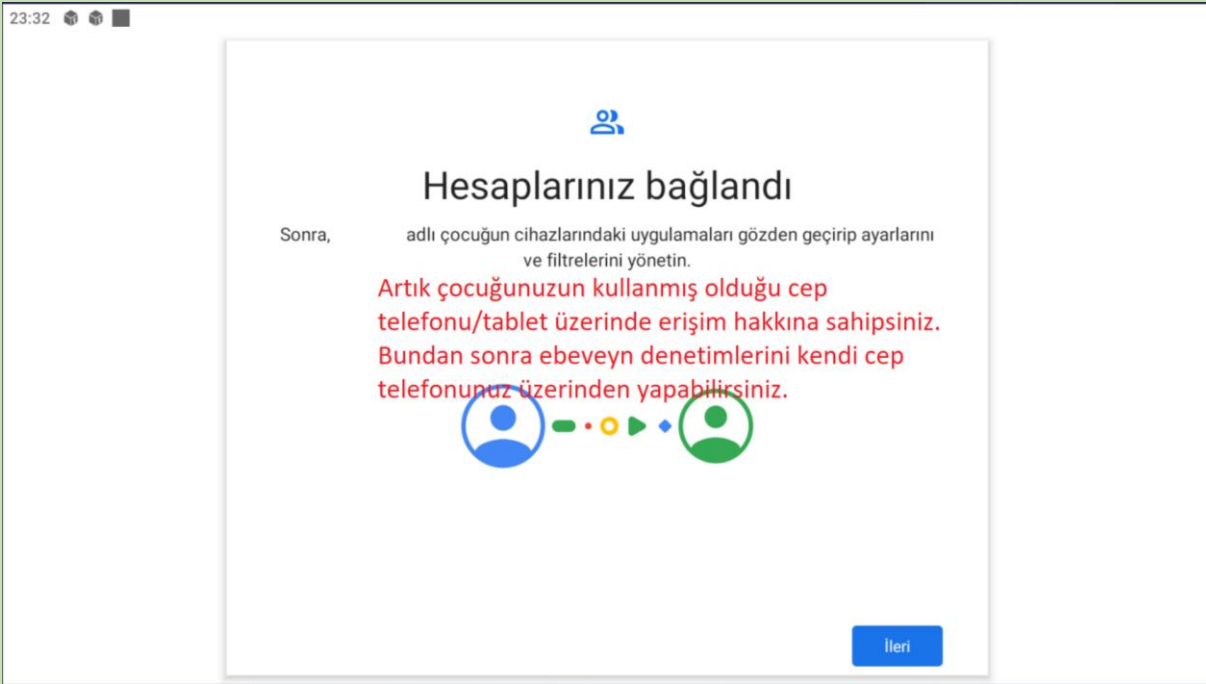 23:32
Hesaplarınız bağlandı
Sonra, adlı çocuğun cihazlarındaki uygulamaları gözden geçirip ayarlarını
ve filtrelerini yönetin.
Artık çocuğunuzun kullanmış olduğu cep
telefonu/tablet üzerinde erişim hakkına sahipsiniz.
Bundan sonra ebeveyn denetimlerini kendi cep
telefonunuz üzerinden yapabilirsiniz.
İleri